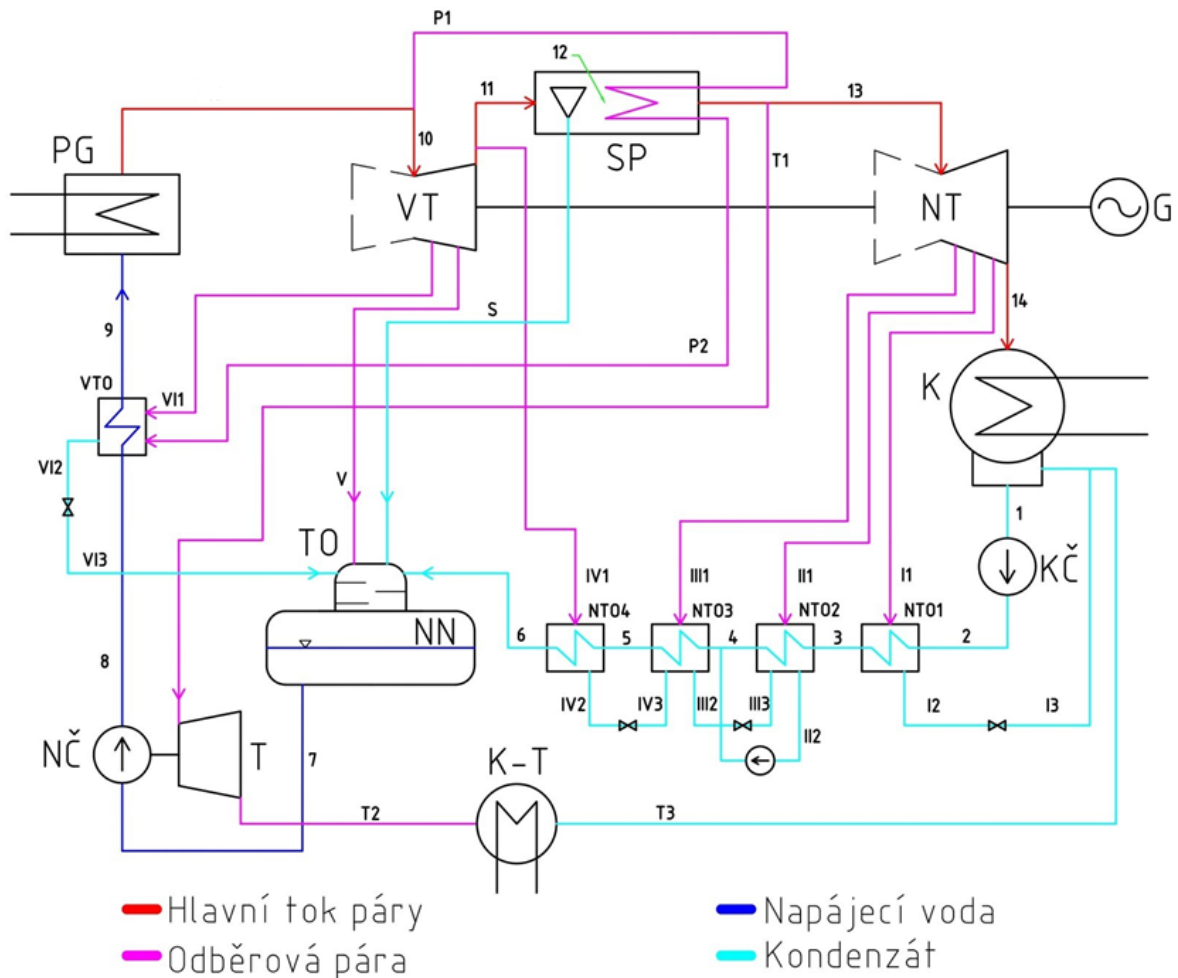 P1
12
11
13
PG
10
SP
T1
VT
NT
G
S
14
9
P2
K
VTO
VI1
VI2
V
1
TO
KČ
VI3
IV1
III1
II1
I1
NTO4
NTO3
NTO2
NTO1
NN
6
5
4
3
2
8
IV2
IV3
III2
III3
I2
I3
II2
NČ
T
7
K-T
T2
T3
Hlavní tok páry
Napájecí voda
Odběrová pára
Kondenzát